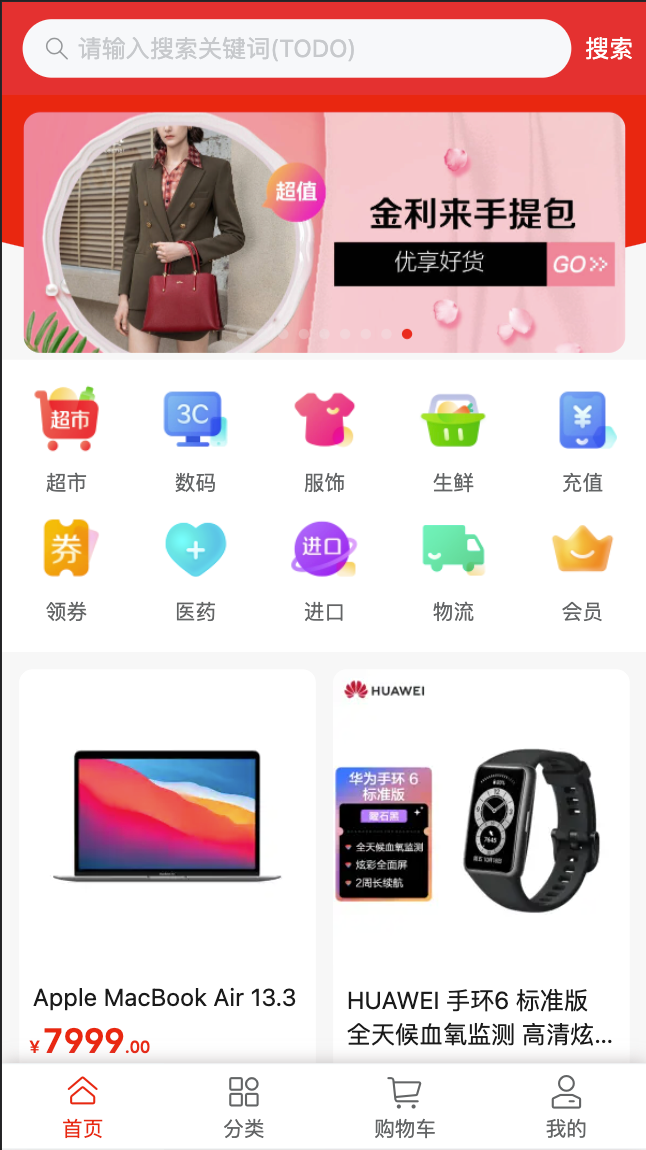 请输入搜索关键词(TODO)
搜索
超值
金利来手提包
优享好货
GO
超市
3C
¥
超市
数码
服饰
生鲜
充值
券
进口
领券
医药
进口
物流
会员
HUAWEI
华为手环 6
标准版
曜石黑
全天候血氧监测
炫彩全面屏
2周长续航
Apple MacBook Air 13.3
¥7999.00
HUAWEI 手环6 标准版
全天候血氧监测 高清炫...
首页
分类
购物车
我的